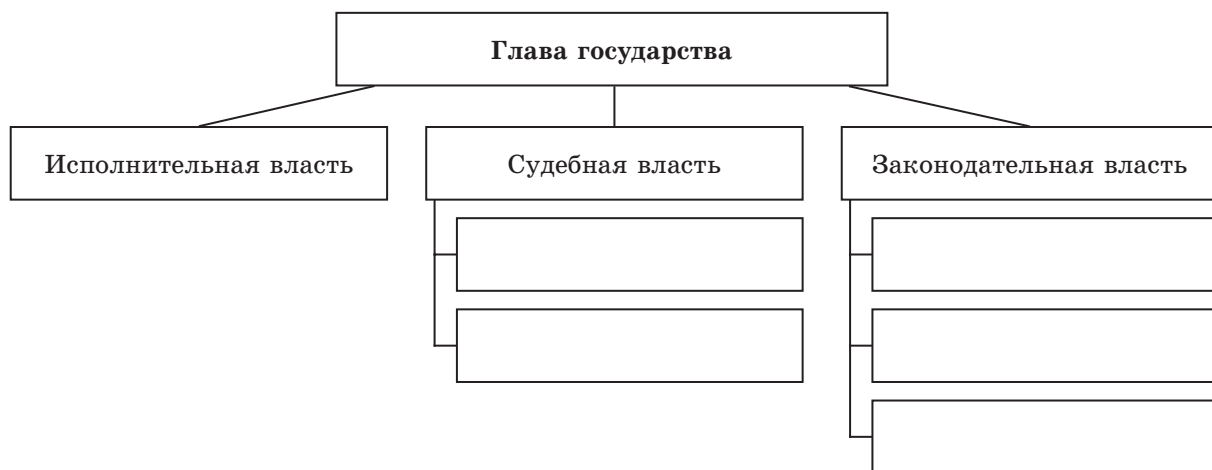 Глава государства
Исполнительная власть
Судебная власть
Законодательная власть